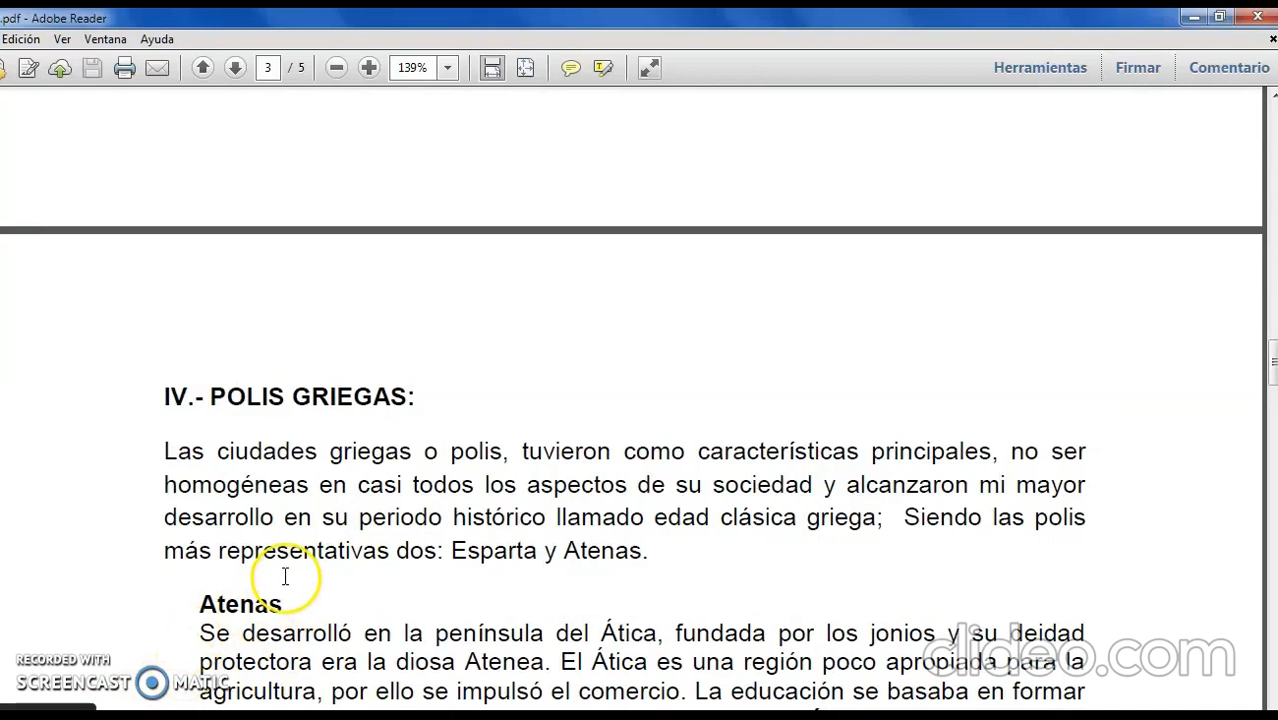 .pdf - Adobe Reader
Edición Ver Ventana Ayuda
3 / 5 139% Herramientas Firmar Comentario
IV.- POLIS GRIEGAS:
Las ciudades griegas o polis, tuvieron como características principales, no ser
homogéneas en casi todos los aspectos de su sociedad y alcanzaron mi mayor
desarrollo en su periodo histórico llamado edad clásica griega; Siendo las polis
más representativas dos: Esparta y Atenas.
Atenas
Se desarrolló en la península del Ática, fundada por los jonios y su deidad
protectora era la diosa Atenea. El Ática es una región poco apropiada para la
agricultura, por ello se impulsó el comercio. La educación se basaba en formar
RECORDED WITH
SCREENCAST MATIC
clideo.com